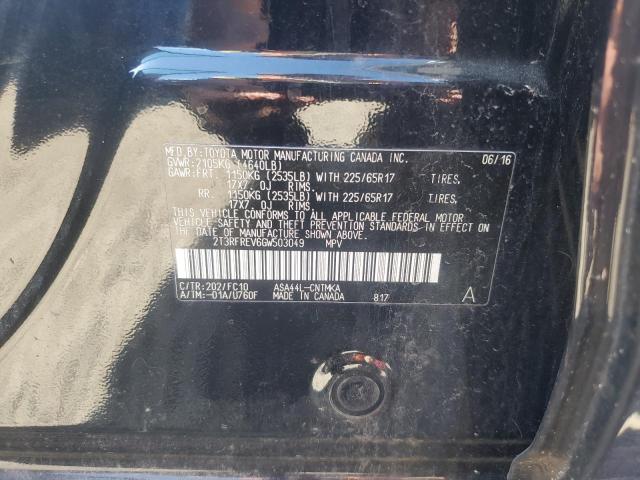 MFD.BY:TOYOTA MOTOR MANUFACTURING CANADA INC. 06/16
GVWR:2105KG (4640LB)
GAWR:FRT. 1150KG (2535LB) WITH 225/65R17 TIRES,
17X7, 0J RIMS.
RR. 1150KG (2535LB) WITH 225/65R17 TIRES,
17X7, 0J RIMS.
THIS VEHICLE CONFORMS TO ALL APPLICABLE FEDERAL MOTOR
VEHICLE SAFETY AND THEFT PREVENTION STANDARDS IN EFFECT ON
THE DATE OF MANUFACTURE SHOWN ABOVE.
2T3RFREV6GW503049 MPV
C/TR:202/FC10 ASA44L-CNTMKA
A/TM:-01A/U760F MADE IN CANADA 817 A